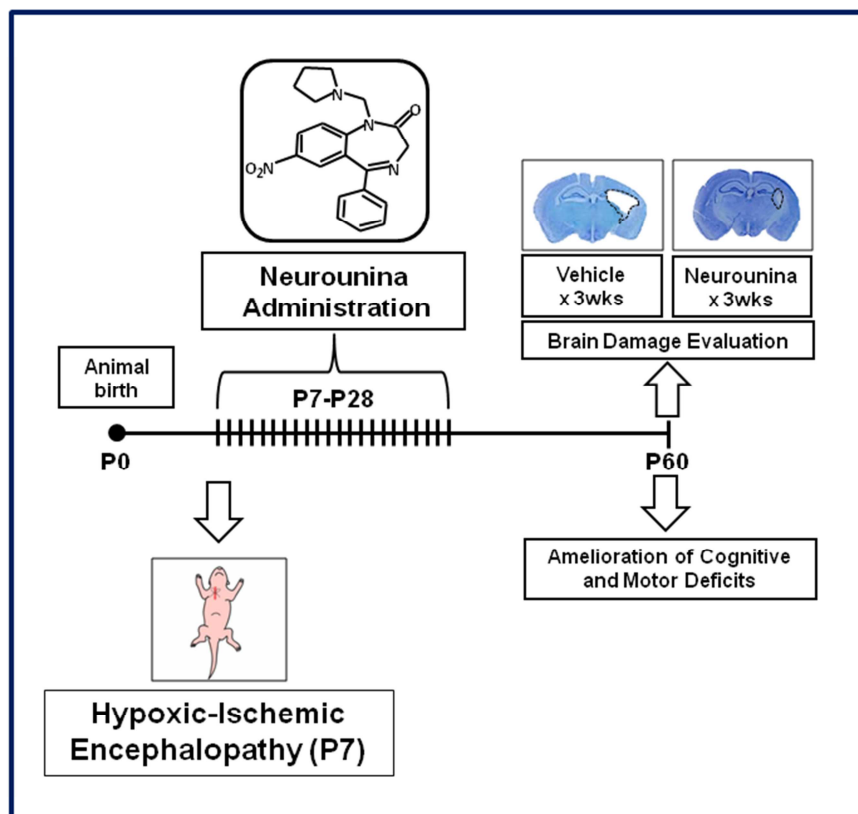 N
N
O
O₂N
N
Neurounina
Administration
Vehicle
x 3wks
Neurounina
x 3wks
Brain Damage Evaluation
Animal
birth
P7-P28
P0
P60
Amelioration of Cognitive
and Motor Deficits
Hypoxic-Ischemic
Encephalopathy (P7)